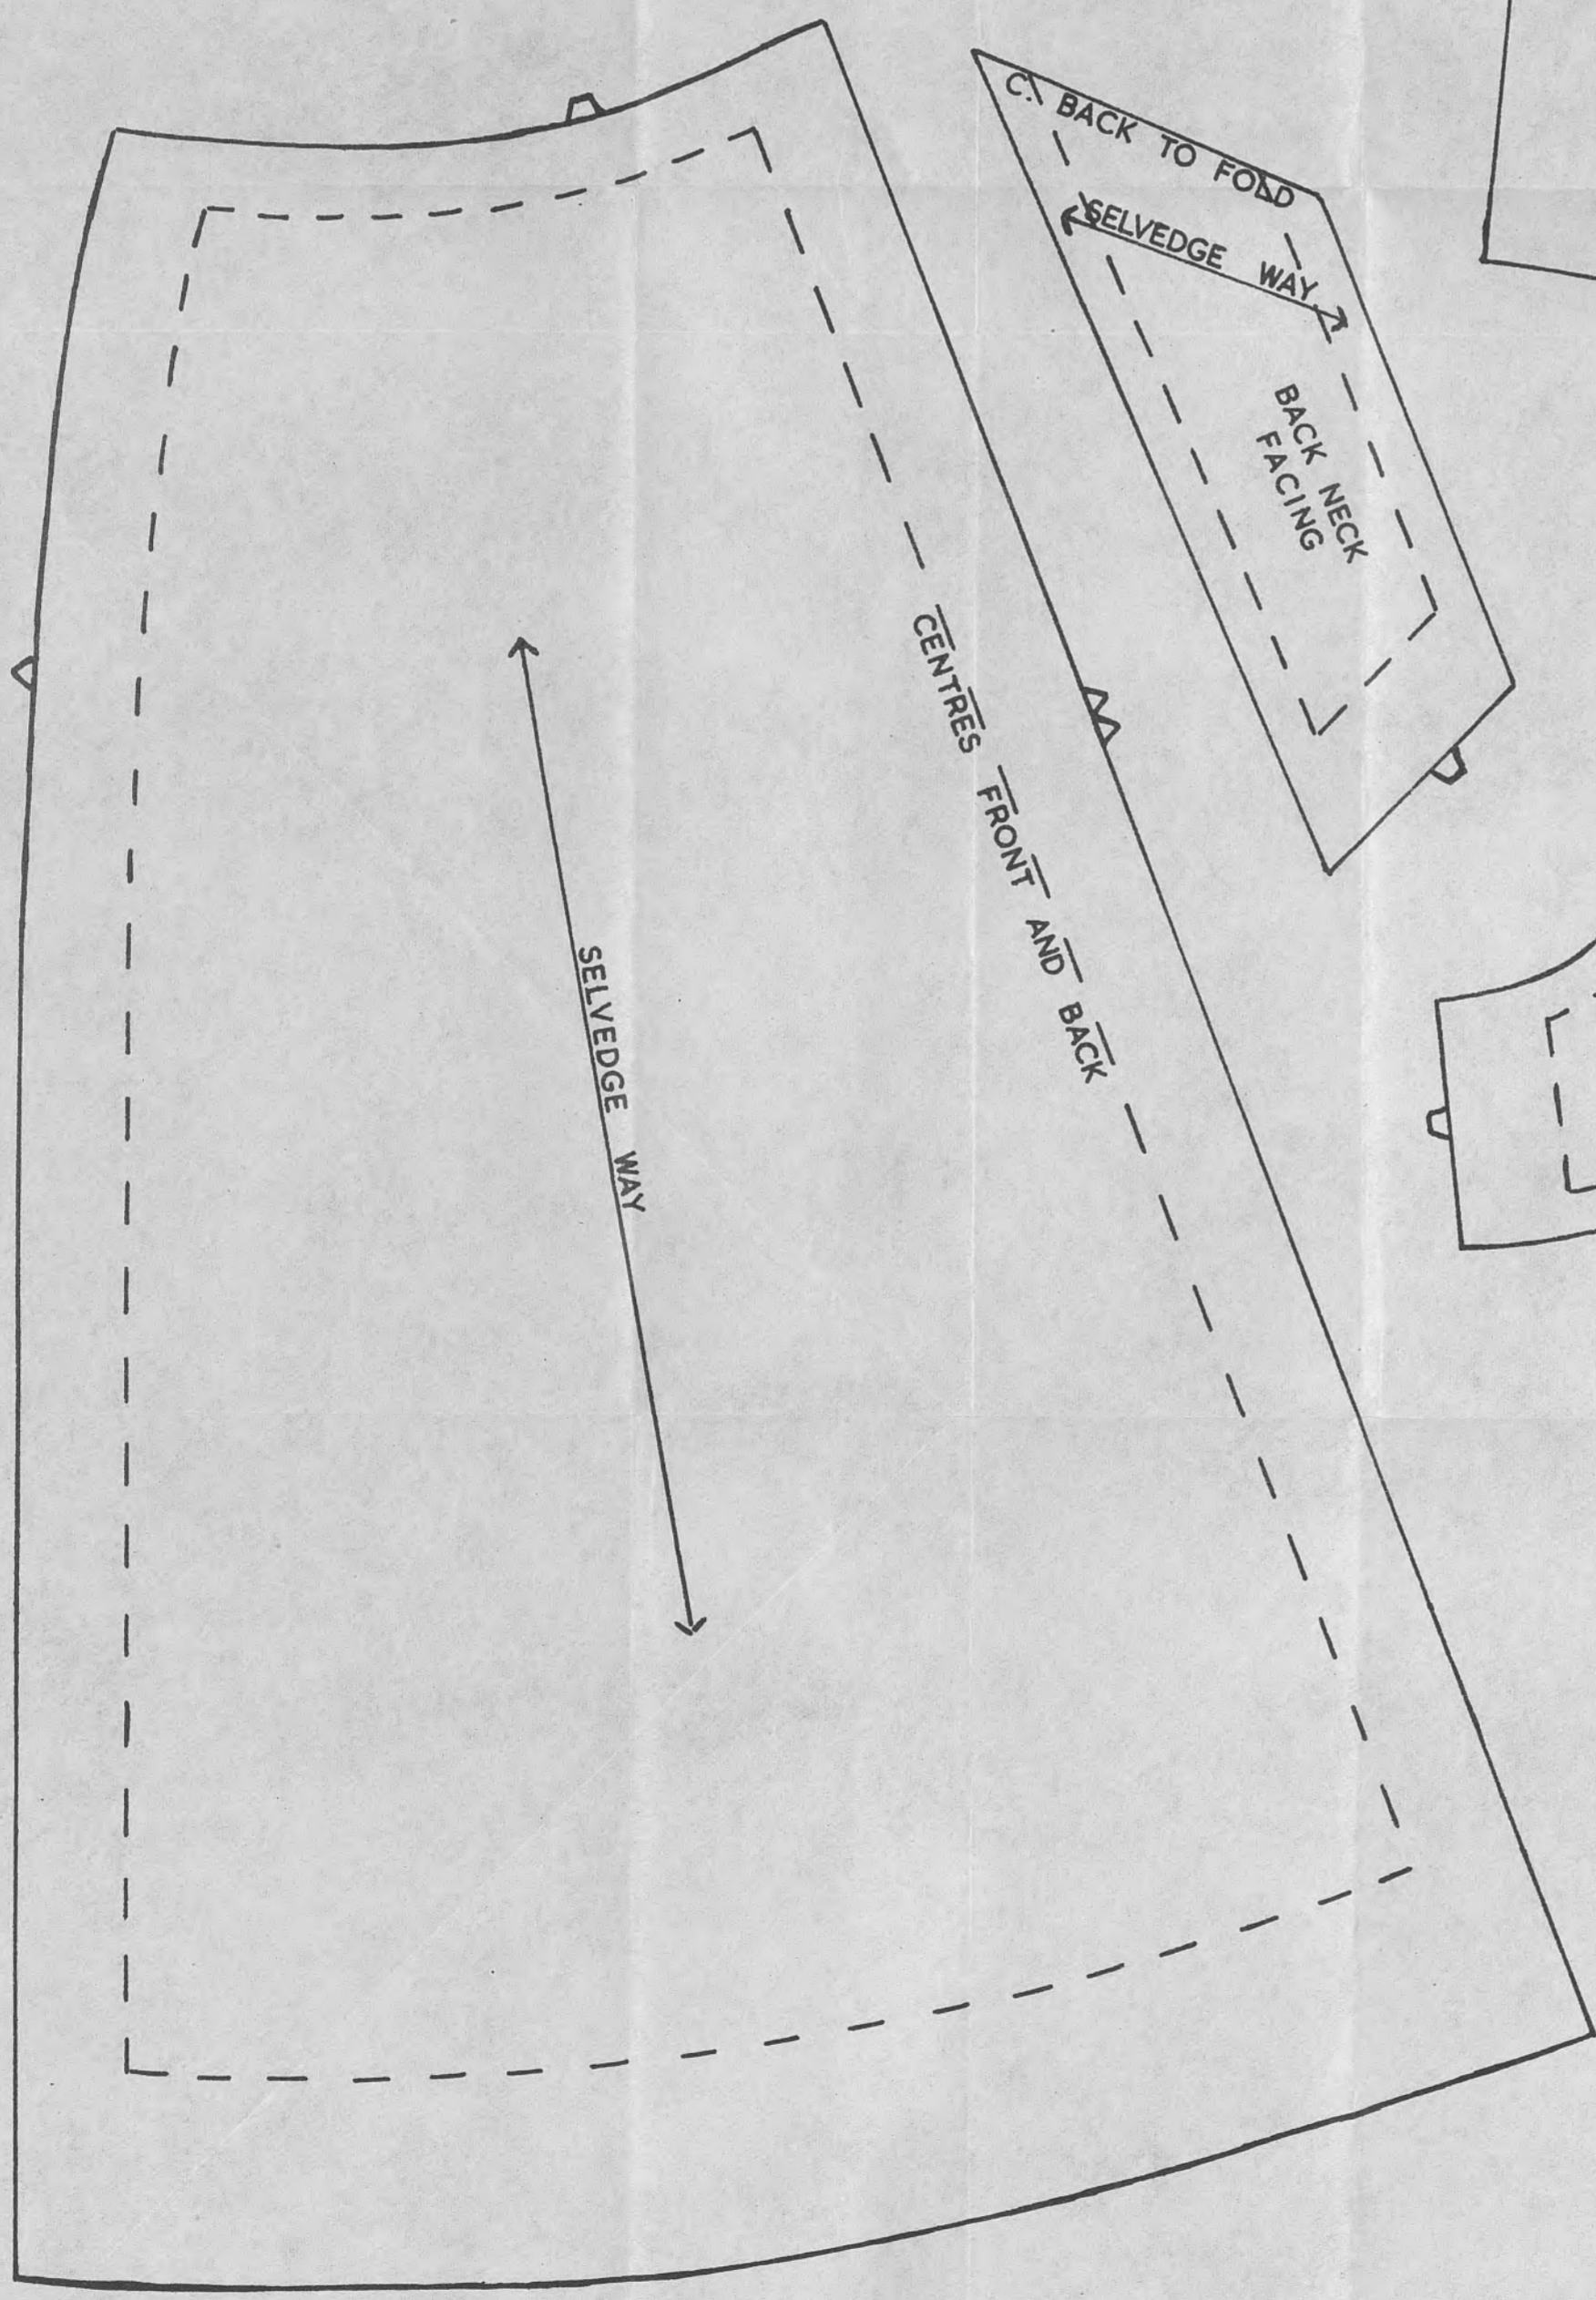 C. BACK TO FOLD
SELVEDGE WAY
BACK NECK
FACING
CENTRES FRONT AND BACK
SELVEDGE WAY